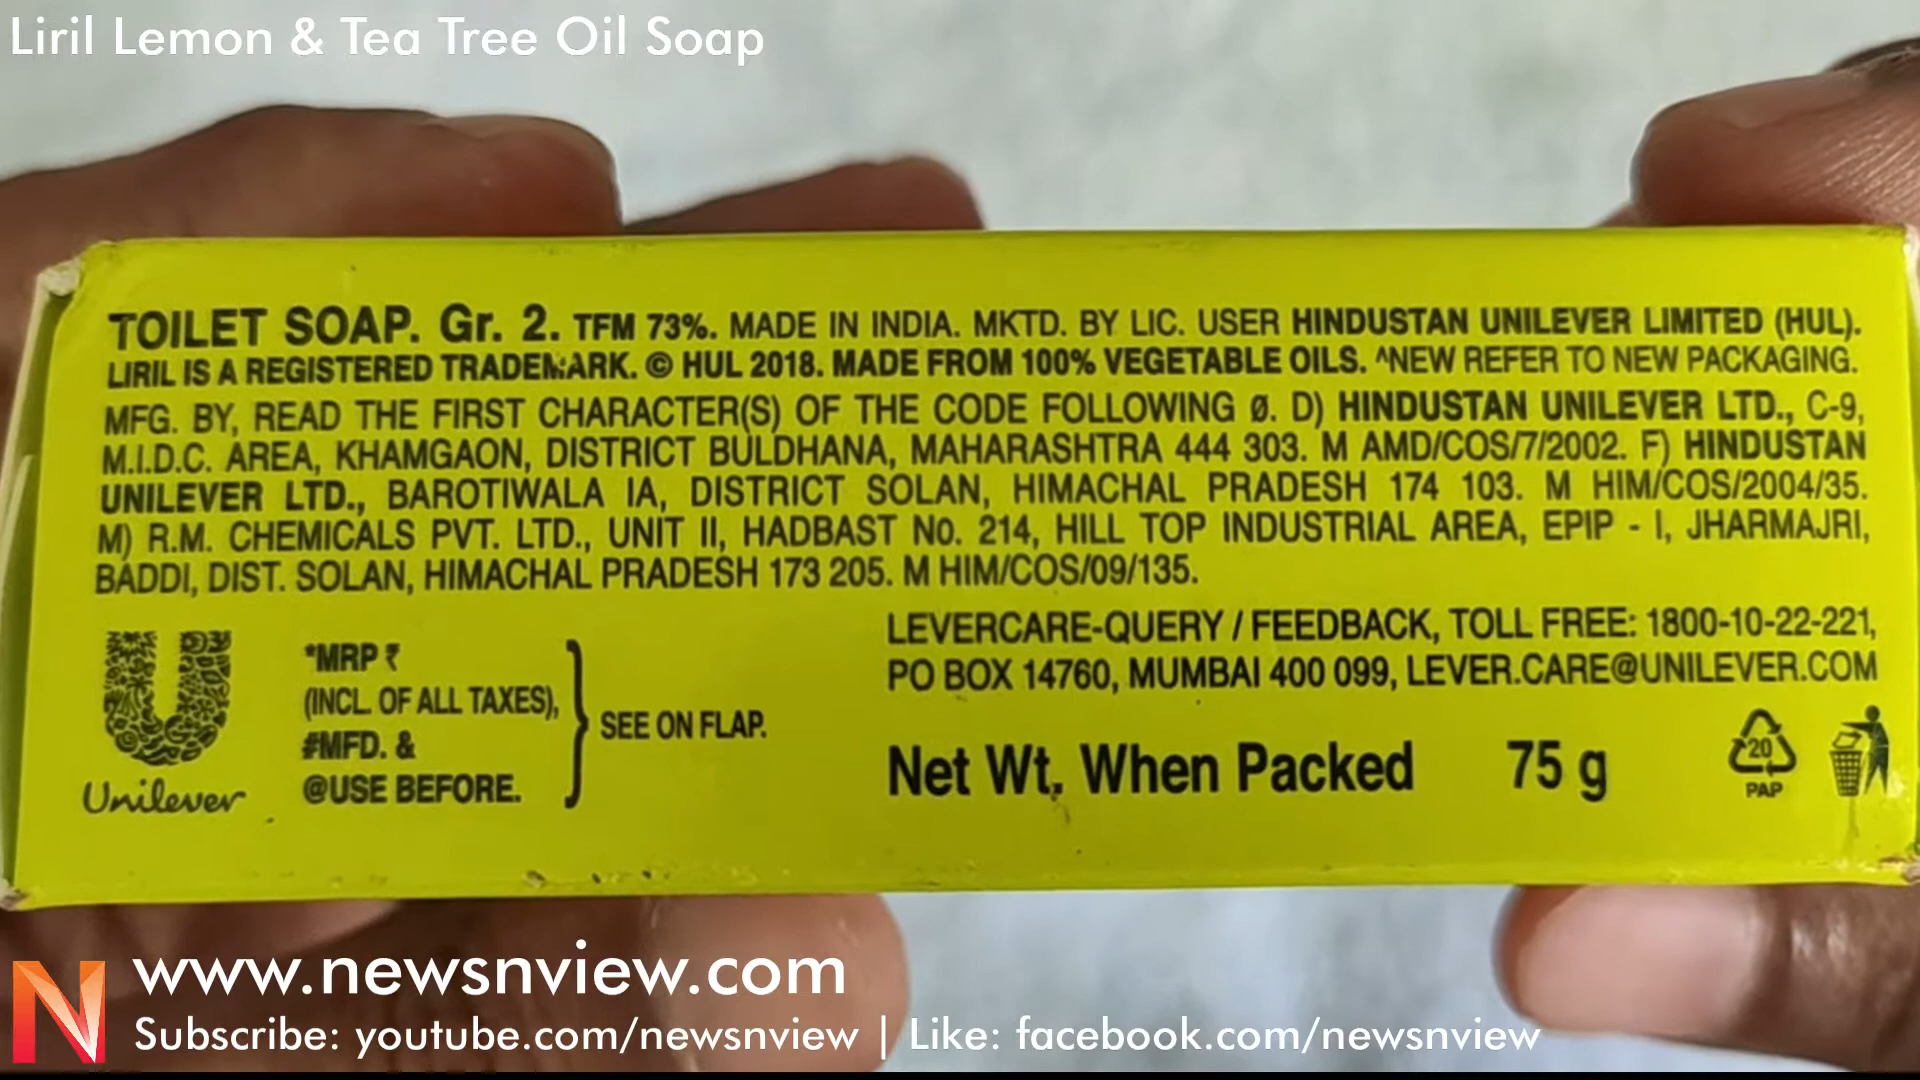 Liril Lemon & Tea Tree Oil Soap
TOILET SOAP. Gr. 2. TFM 73%. MADE IN INDIA. MKTD. BY LIC. USER HINDUSTAN UNILEVER LIMITED (HUL).
LIRIL IS A REGISTERED TRADEMARK. © HUL 2018. MADE FROM 100% VEGETABLE OILS. ^NEW REFER TO NEW PACKAGING.
MFG. BY, READ THE FIRST CHARACTER(S) OF THE CODE FOLLOWING Ø. D) HINDUSTAN UNILEVER LTD., C-9,
M.I.D.C. AREA, KHAMGAON, DISTRICT BULDHANA, MAHARASHTRA 444 303. M AMD/COS/7/2002. F) HINDUSTAN
UNILEVER LTD., BAROTIWALA IA, DISTRICT SOLAN, HIMACHAL PRADESH 174 103. M HIM/COS/2004/35.
M) R.M. CHEMICALS PVT. LTD., UNIT II, HADBAST No. 214, HILL TOP INDUSTRIAL AREA, EPIP - I, JHARMAJRI,
BADDI, DIST. SOLAN, HIMACHAL PRADESH 173 205. M HIM/COS/09/135.
Unilever
*MRP ₹
(INCL. OF ALL TAXES),
#MFD. &
@USE BEFORE.
SEE ON FLAP.
LEVERCARE-QUERY / FEEDBACK, TOLL FREE: 1800-10-22-221,
PO BOX 14760, MUMBAI 400 099, LEVER.CARE@UNILEVER.COM
Net Wt. When Packed 75 g
20
PAP
N www.newsnview.com
Subscribe: youtube.com/newsnview | Like: facebook.com/newsnview